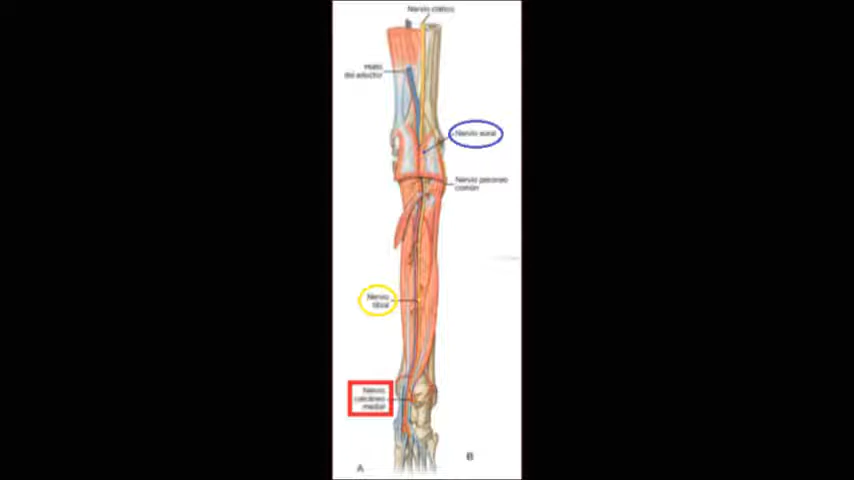 Nervio ciático
Hiato
del aductor
Nervio sural
Nervio peroneo
común
Nervio
tibial
Nervio
calcáneo
medial
A
B